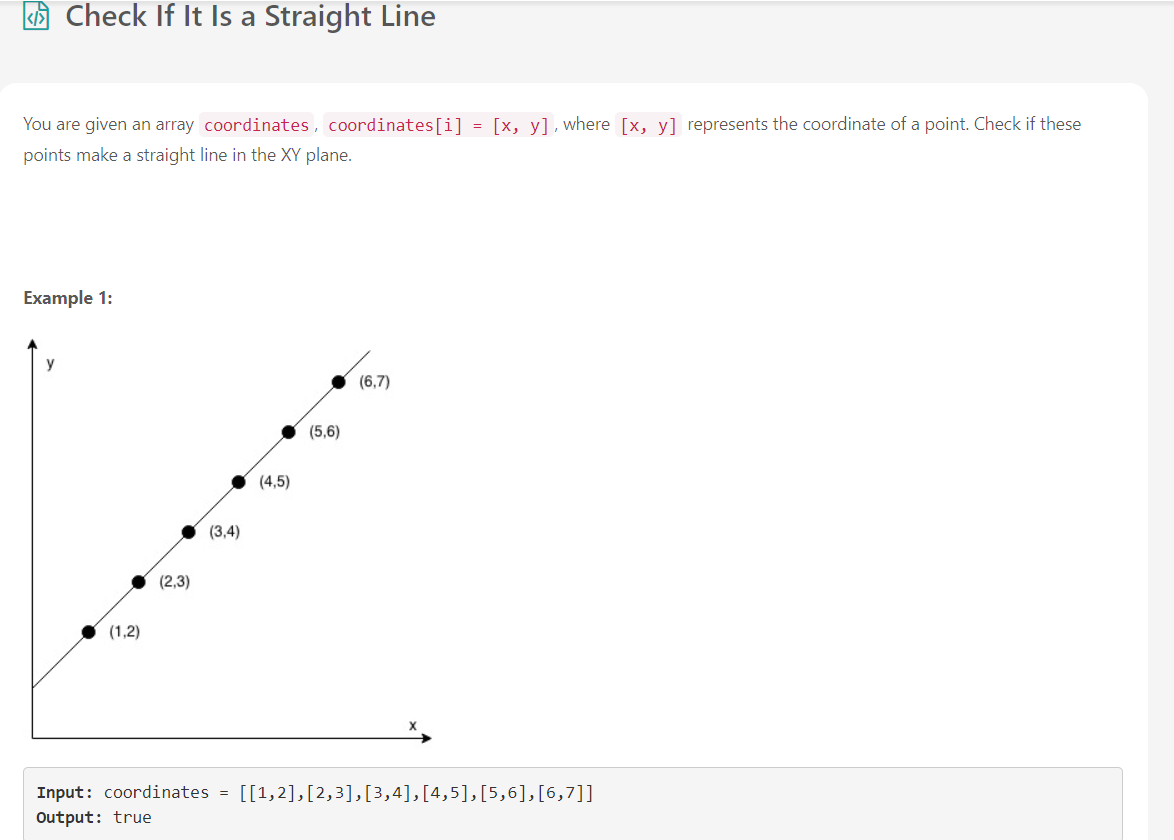 Check If It Is a Straight Line
You are given an array coordinates, coordinates[i] = [x, y], where [x, y] represents the coordinate of a point. Check if these
points make a straight line in the XY plane.
Example 1:
y
(6,7)
(5,6)
(4,5)
(3,4)
(2,3)
(1,2)
x
Input: coordinates = [[1,2],[2,3],[3,4],[4,5],[5,6],[6,7]]
Output: true